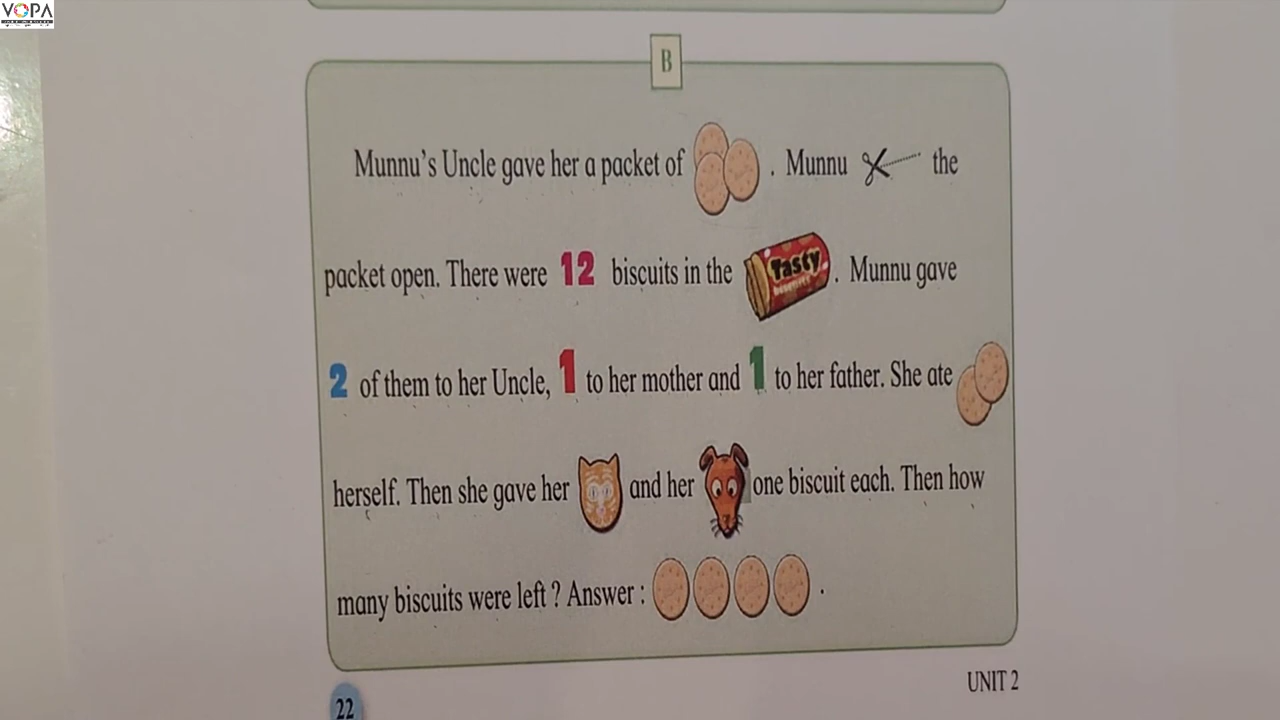 VOPA
B
Munnu's Uncle gave her a packet of . Munnu the
packet open. There were 12 biscuits in the Tasty . Munnu gave
2 of them to her Uncle, 1 to her mother and 1 to her father. She ate
herself. Then she gave her and her one biscuit each. Then how
many biscuits were left ? Answer : .
UNIT 2
22